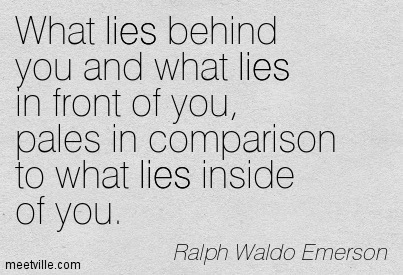 What lies behind
you and what lies
in front of you,
pales in comparison
to what lies inside
of you.
Ralph Waldo Emerson
meetville.com